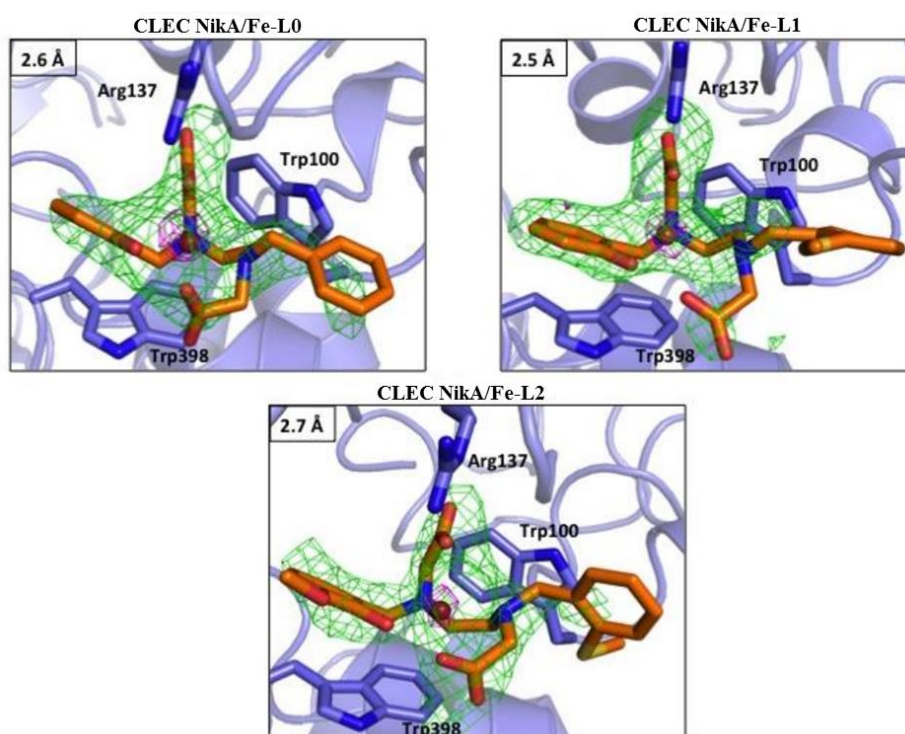 CLEC NikA/Fe-L0
2.6 Å
Arg137
Trp100
Trp398
CLEC NikA/Fe-L1
2.5 Å
Arg137
Trp100
Trp398
CLEC NikA/Fe-L2
2.7 Å
Arg137
Trp100
Trp398